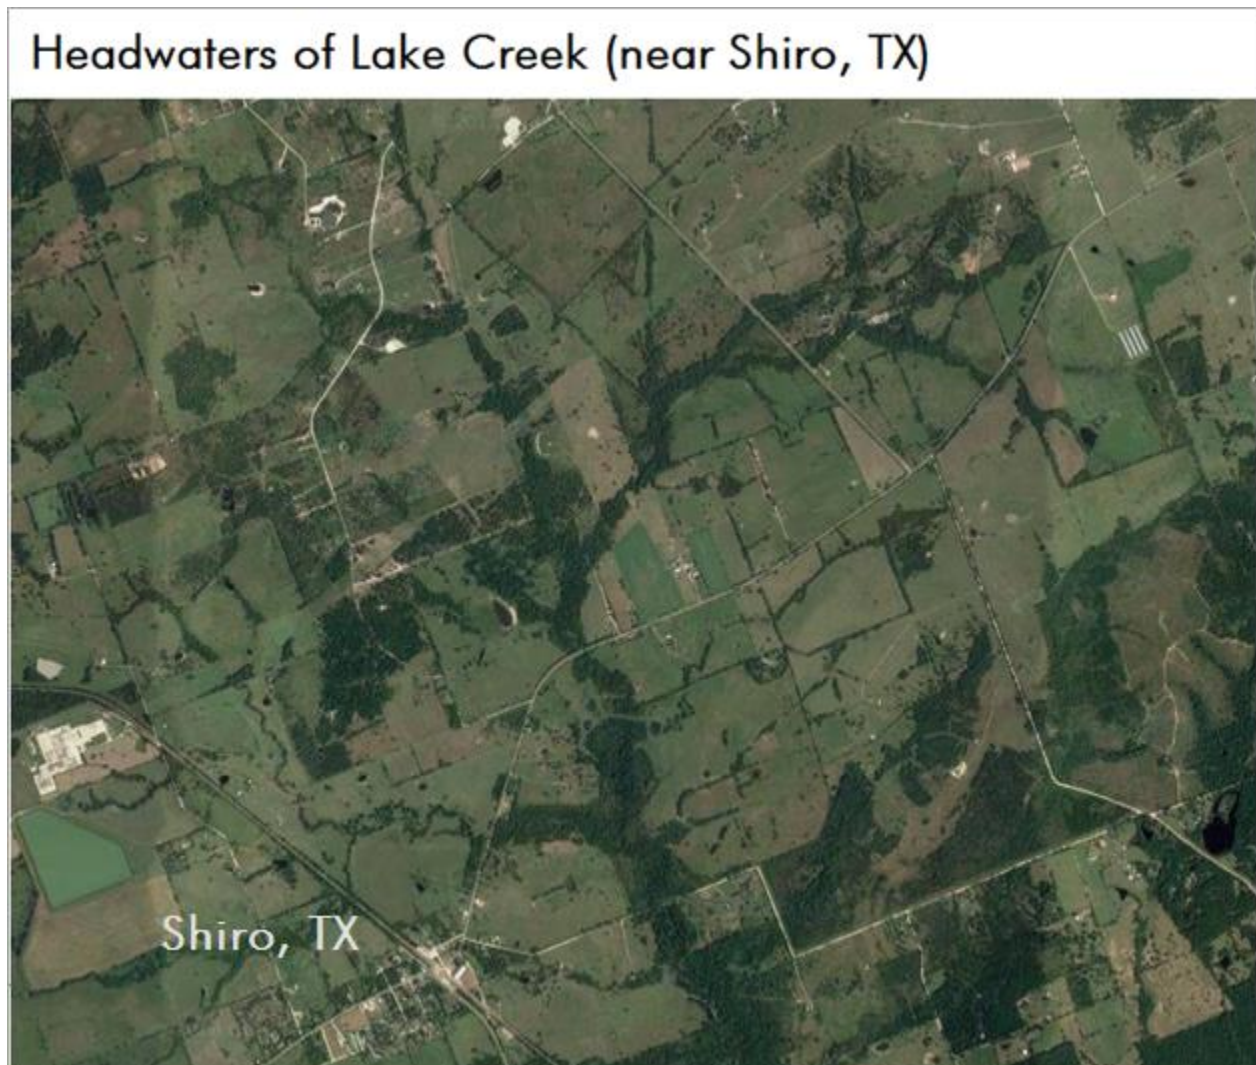 Headwaters of Lake Creek (near Shiro, TX)
Shiro, TX